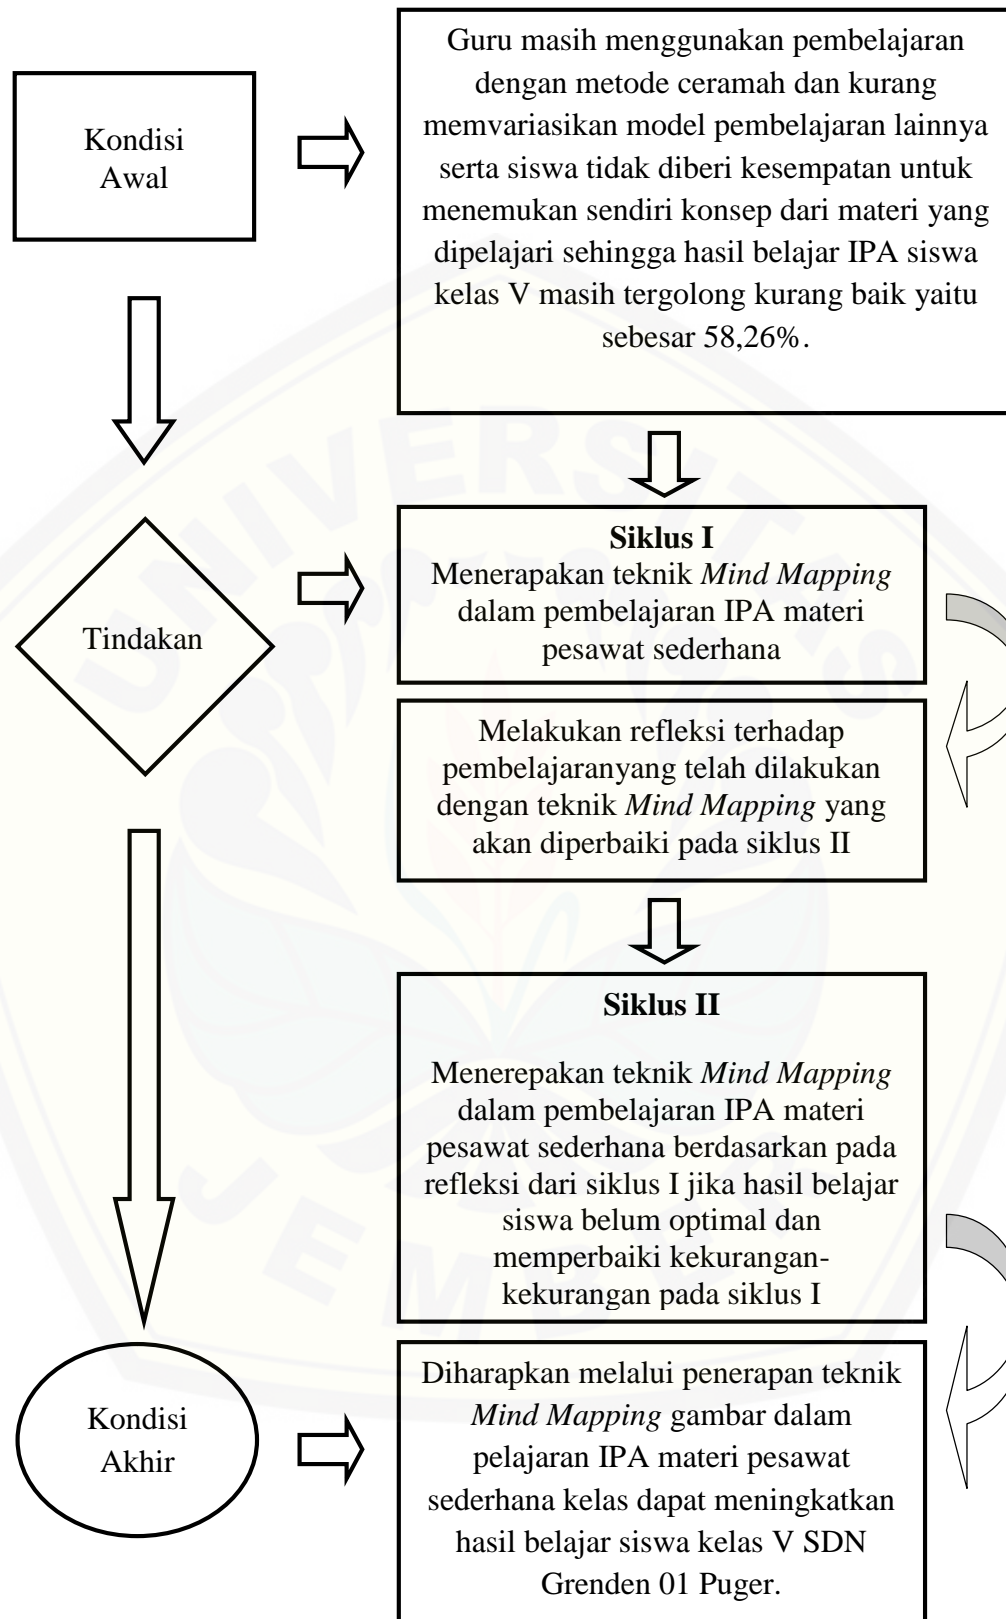 Kondisi
Awal
Guru masih menggunakan pembelajaran
dengan metode ceramah dan kurang
memvariasikan model pembelajaran lainnya
serta siswa tidak diberi kesempatan untuk
menemukan sendiri konsep dari materi yang
dipelajari sehingga hasil belajar IPA siswa
kelas V masih tergolong kurang baik yaitu
sebesar 58,26%.
Tindakan
Siklus I
Menerapakan teknik Mind Mapping
dalam pembelajaran IPA materi
pesawat sederhana
Melakukan refleksi terhadap
pembelajaranyang telah dilakukan
dengan teknik Mind Mapping yang
akan diperbaiki pada siklus II
Siklus II
Menerepakan teknik Mind Mapping
dalam pembelajaran IPA materi
pesawat sederhana berdasarkan pada
refleksi dari siklus I jika hasil belajar
siswa belum optimal dan
memperbaiki kekurangan-
kekurangan pada siklus I
Kondisi
Akhir
Diharapkan melalui penerapan teknik
Mind Mapping gambar dalam
pelajaran IPA materi pesawat
sederhana kelas dapat meningkatkan
hasil belajar siswa kelas V SDN
Grenden 01 Puger.
UNIVERSITAS
JEMBER